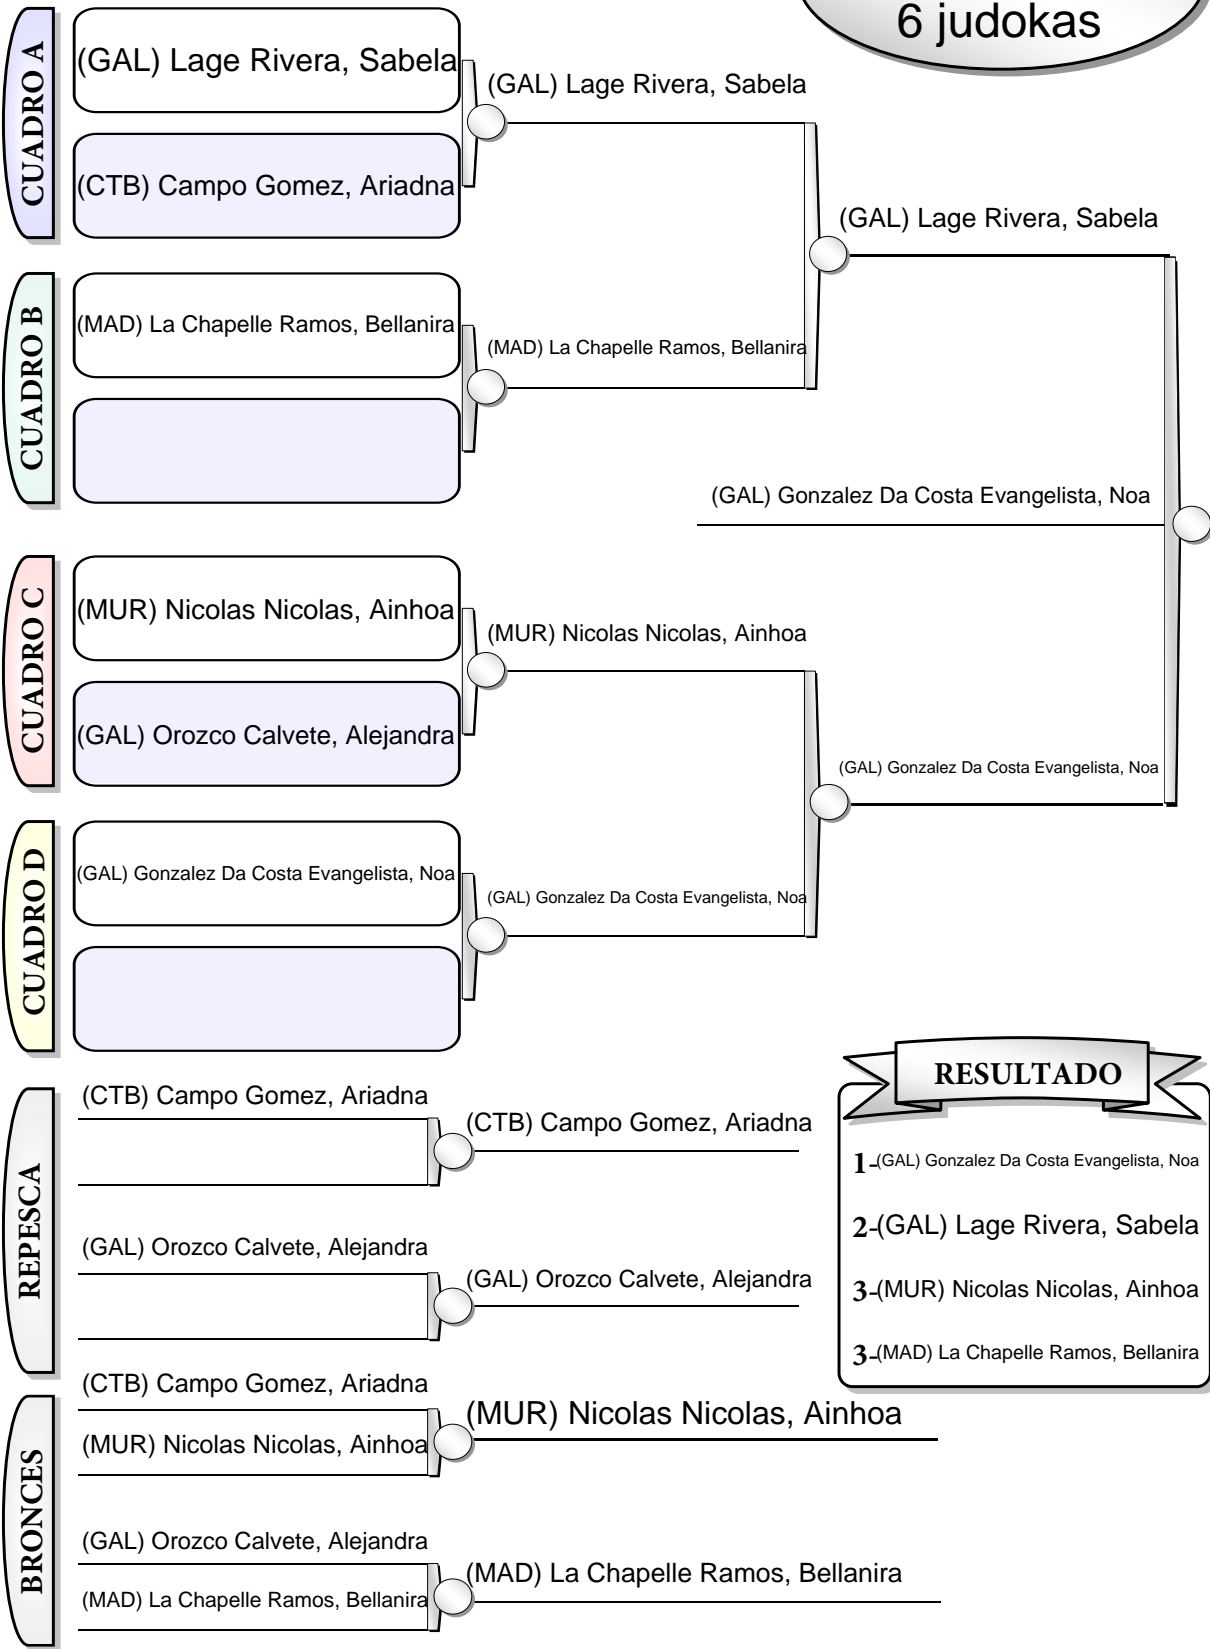 6 judokas
CUADRO A
(GAL) Lage Rivera, Sabela
(CTB) Campo Gomez, Ariadna
(GAL) Lage Rivera, Sabela
(GAL) Lage Rivera, Sabela
CUADRO B
(MAD) La Chapelle Ramos, Bellanira
(MAD) La Chapelle Ramos, Bellanira
(GAL) Gonzalez Da Costa Evangelista, Noa
CUADRO C
(MUR) Nicolas Nicolas, Ainhoa
(GAL) Orozco Calvete, Alejandra
(MUR) Nicolas Nicolas, Ainhoa
(GAL) Gonzalez Da Costa Evangelista, Noa
CUADRO D
(GAL) Gonzalez Da Costa Evangelista, Noa
(GAL) Gonzalez Da Costa Evangelista, Noa
REPESCA
(CTB) Campo Gomez, Ariadna
(CTB) Campo Gomez, Ariadna
(GAL) Orozco Calvete, Alejandra
(GAL) Orozco Calvete, Alejandra
BRONCES
(CTB) Campo Gomez, Ariadna
(MUR) Nicolas Nicolas, Ainhoa
(MUR) Nicolas Nicolas, Ainhoa
(GAL) Orozco Calvete, Alejandra
(MAD) La Chapelle Ramos, Bellanira
(MAD) La Chapelle Ramos, Bellanira
RESULTADO
1-(GAL) Gonzalez Da Costa Evangelista, Noa
2-(GAL) Lage Rivera, Sabela
3-(MUR) Nicolas Nicolas, Ainhoa
3-(MAD) La Chapelle Ramos, Bellanira